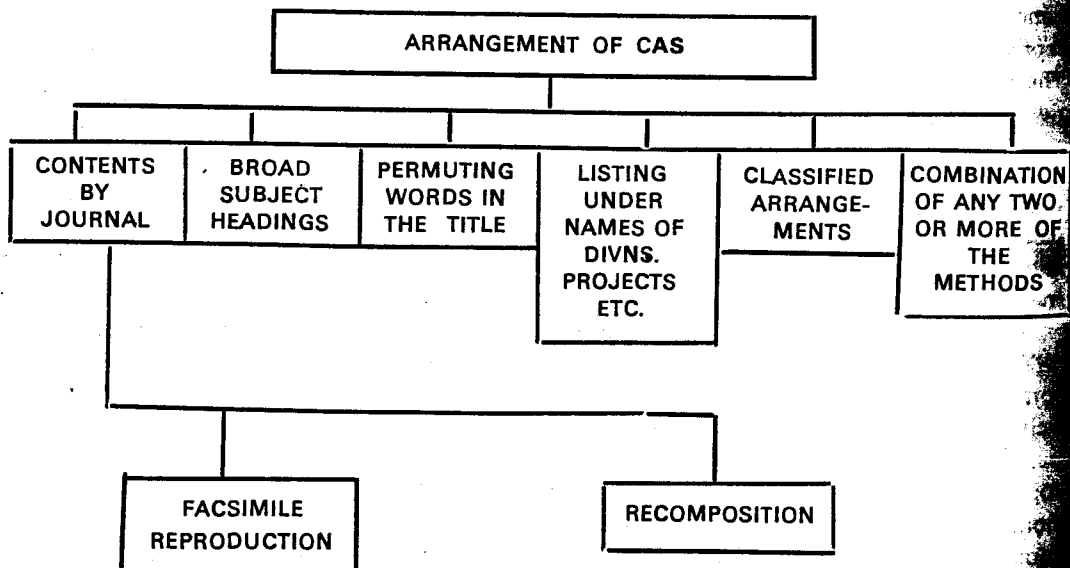 ARRANGEMENT OF CAS
CONTENTS
BY
JOURNAL
BROAD
SUBJECT
HEADINGS
PERMUTING
WORDS IN
THE TITLE
LISTING
UNDER
NAMES OF
DIVNS.
PROJECTS
ETC.
CLASSIFIED
ARRANGE-
MENTS
COMBINATION
OF ANY TWO
OR MORE OF
THE
METHODS
FACSIMILE
REPRODUCTION
RECOMPOSITION